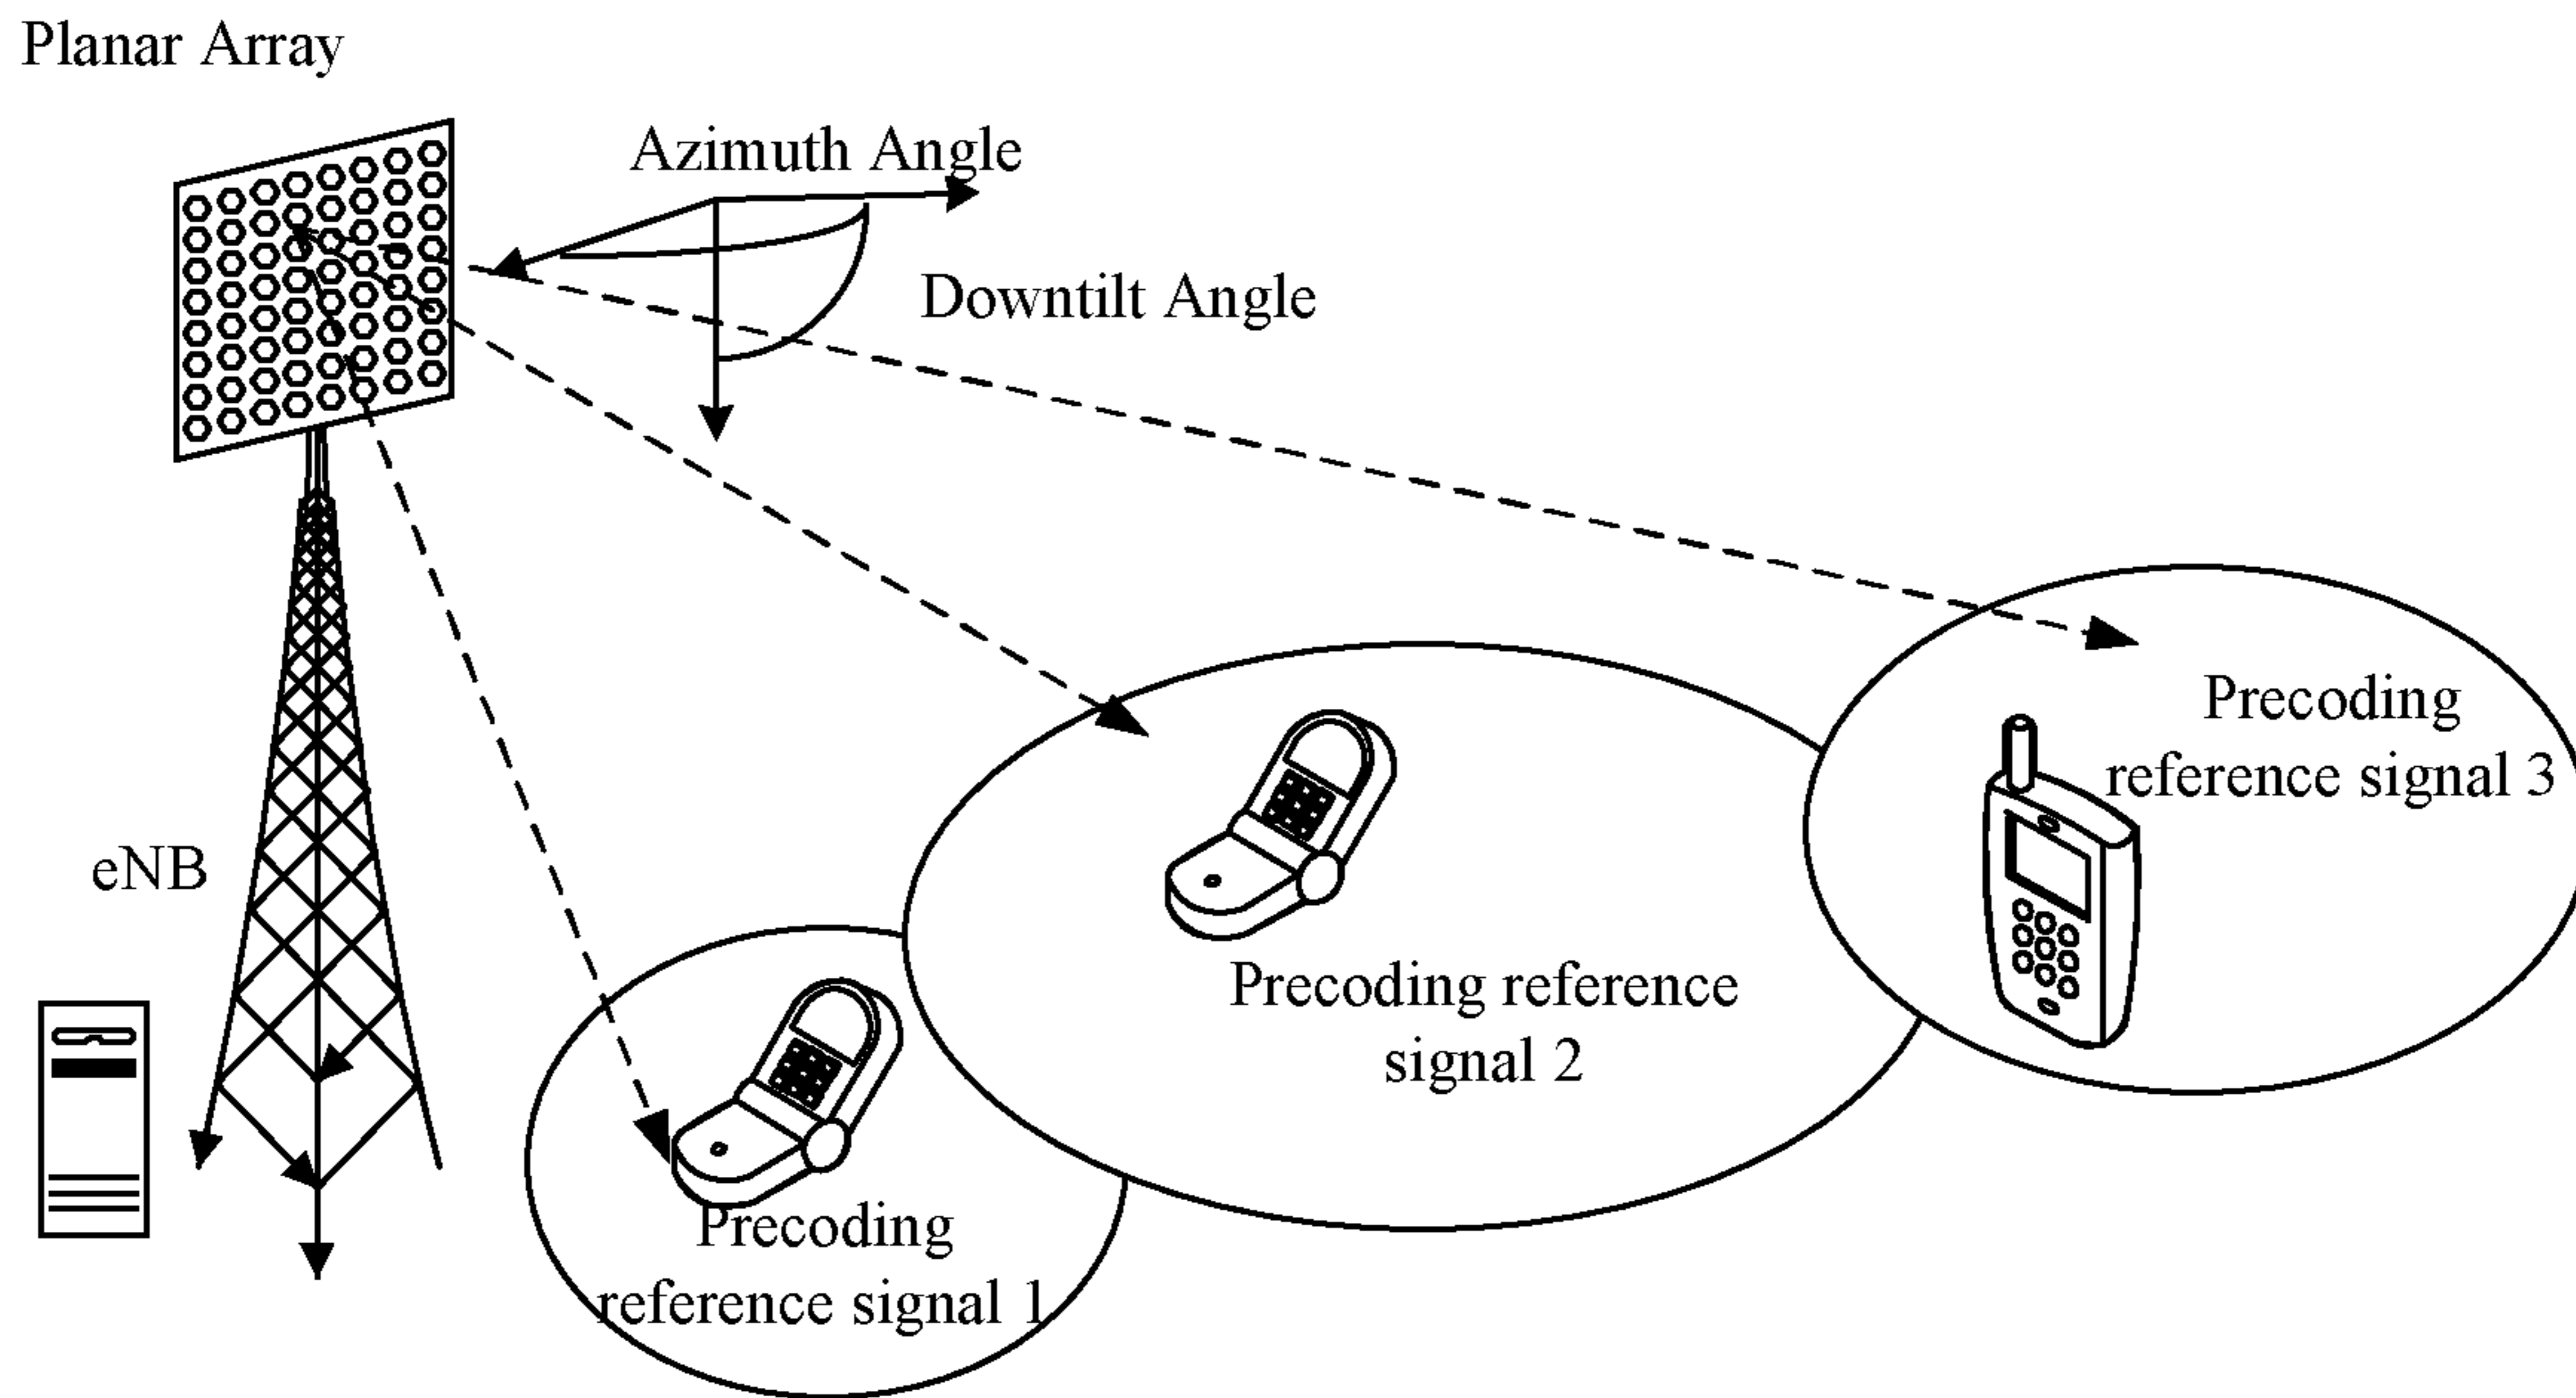 Planar Array
Azimuth Angle
Downtilt Angle
Precoding
reference signal 3
eNB
Precoding reference
signal 2
Precoding
reference signal 1